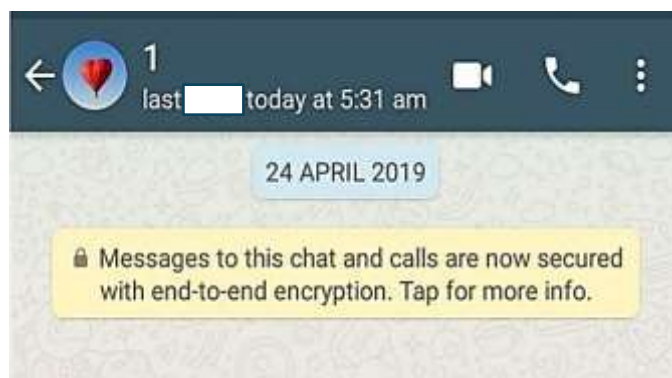 1
last today at 5:31 am
24 APRIL 2019
Messages to this chat and calls are now secured
with end-to-end encryption. Tap for more info.